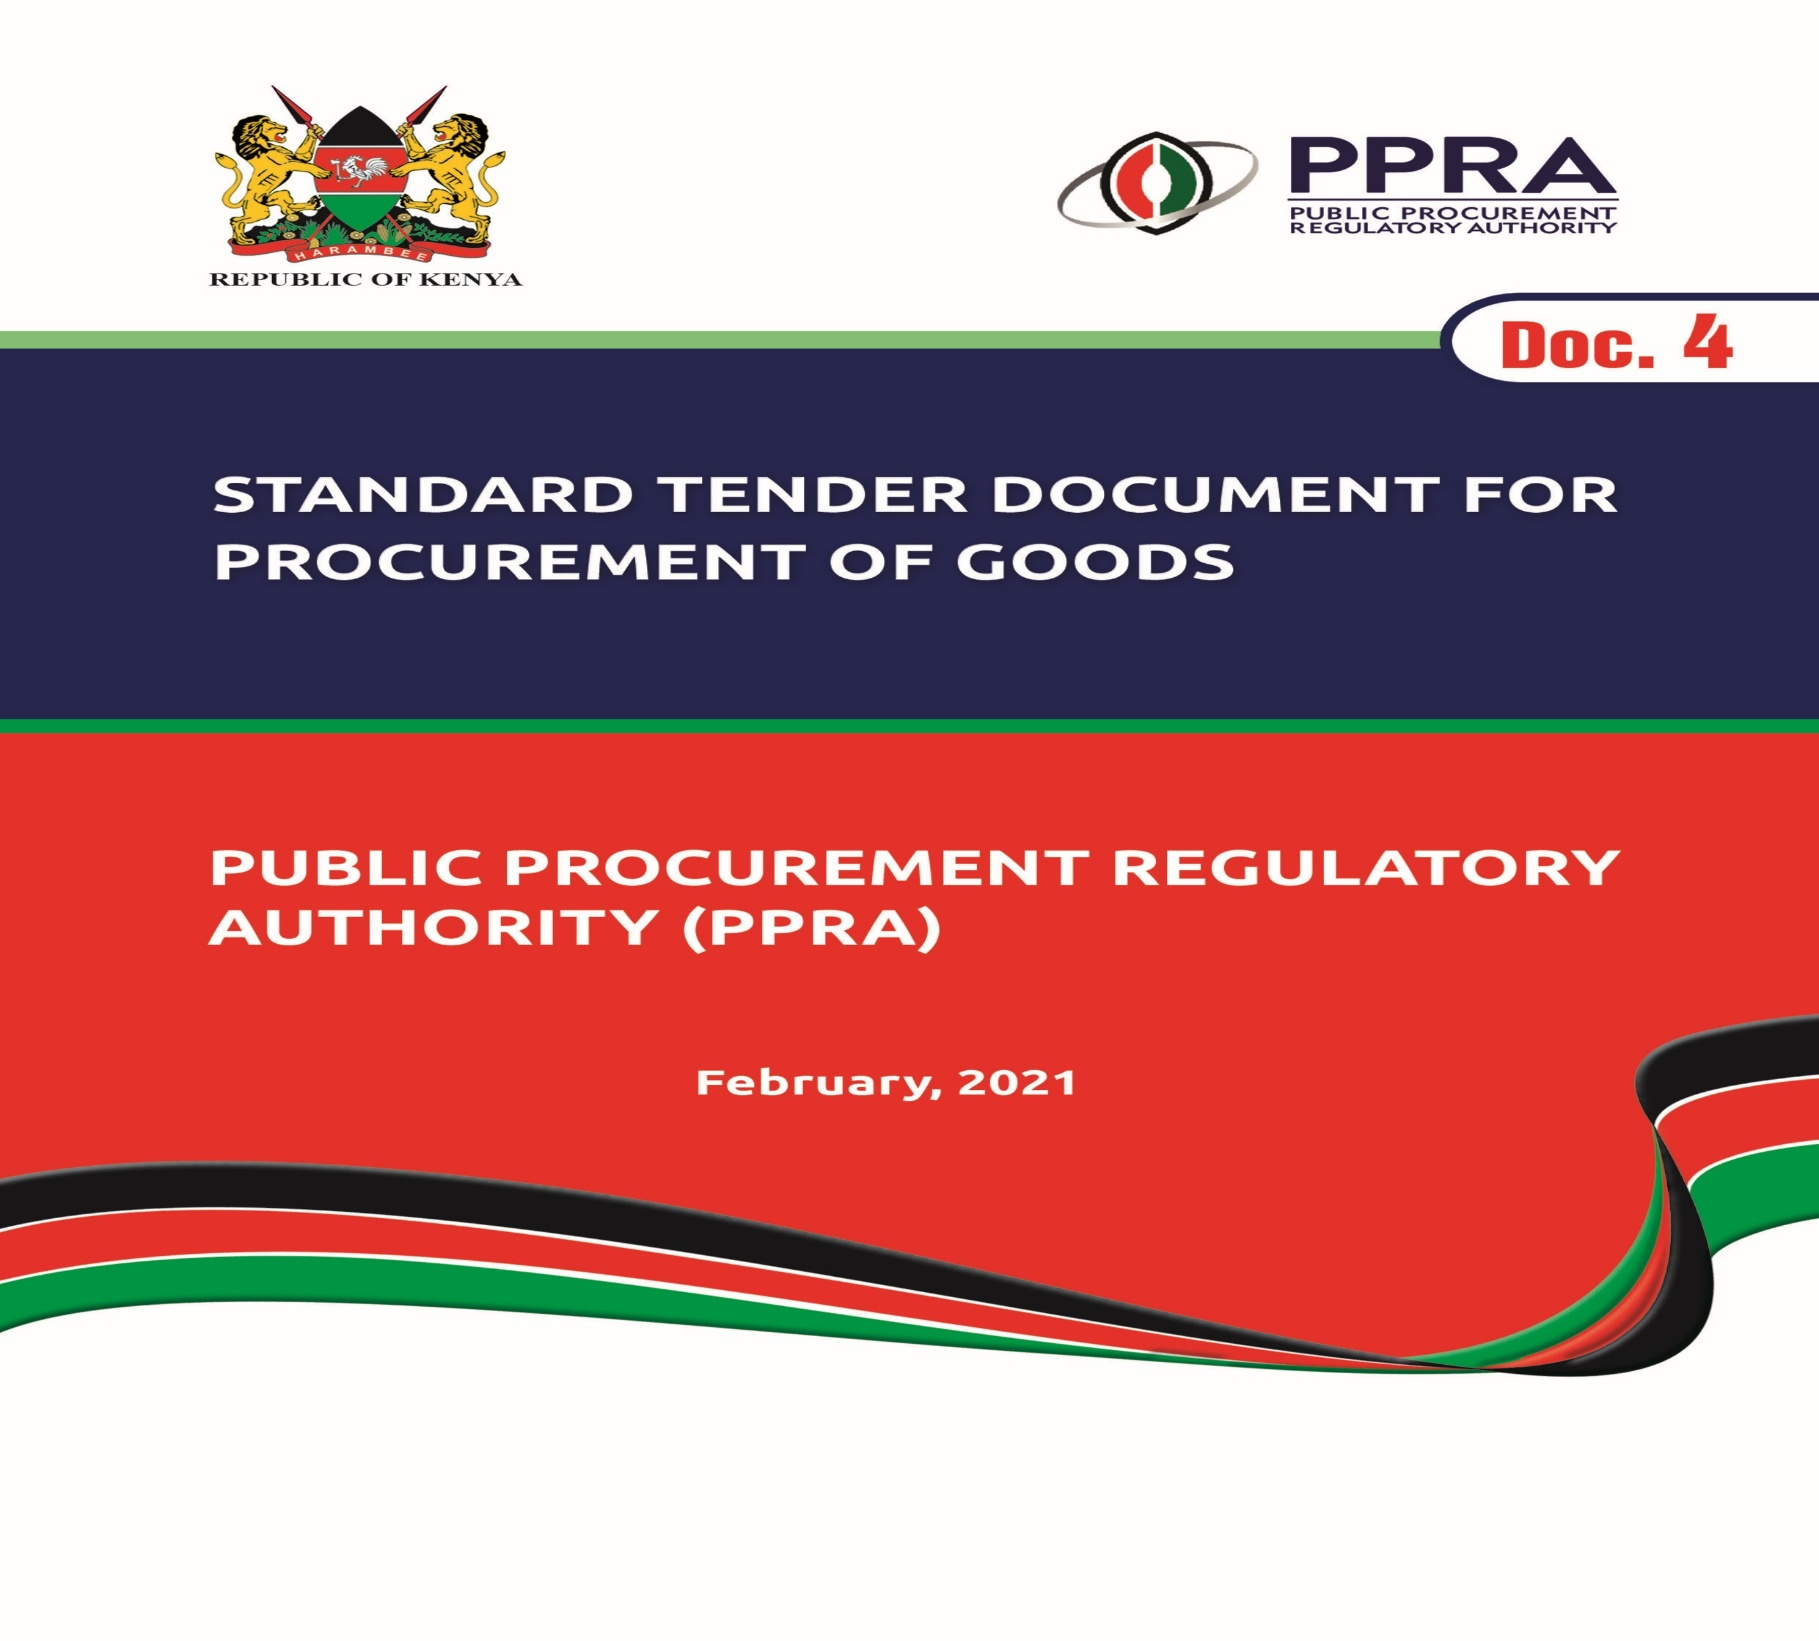 HARAMBEE
REPUBLIC OF KENYA
PPRA
PUBLIC PROCUREMENT
REGULATORY AUTHORITY
Doc. 4
STANDARD TENDER DOCUMENT FOR
PROCUREMENT OF GOODS
PUBLIC PROCUREMENT REGULATORY
AUTHORITY (PPRA)
February, 2021